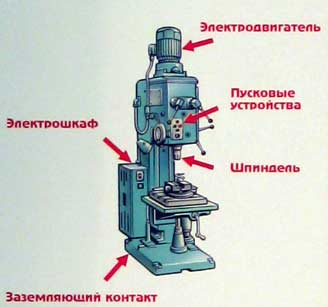 Электродвигатель
Пусковые
устройства
Электрошкаф
Шпиндель
Заземляющий контакт